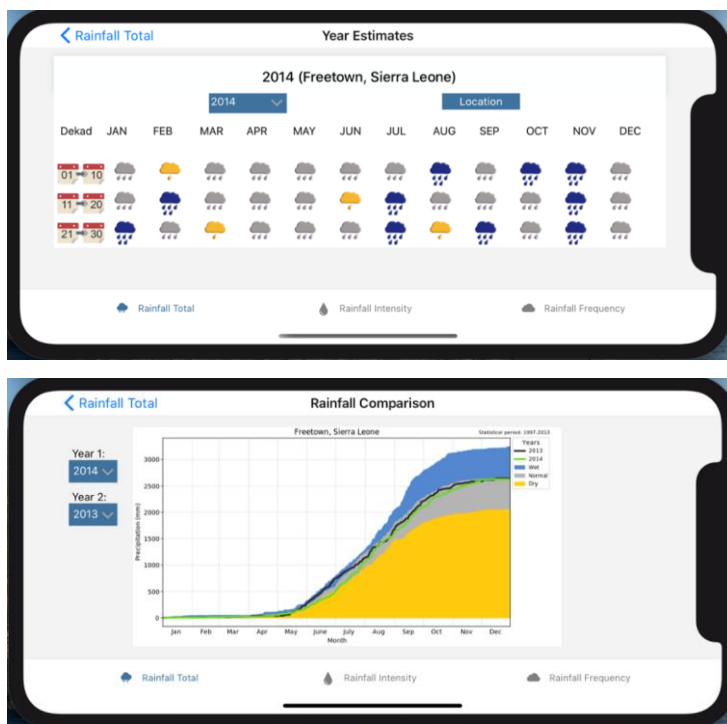 Rainfall Total
Year Estimates
2014 (Freetown, Sierra Leone)
2014
Location
Dekad JAN FEB MAR APR MAY JUN JUL AUG SEP OCT NOV DEC
01 10
11 20
21 30
Rainfall Total
Rainfall Intensity
Rainfall Frequency
Rainfall Total
Rainfall Comparison
Year 1:
2014
Year 2:
2013
Freetown, Sierra Leone
Statistical period: 1997-2013
Years
2013
2014
Wet
Normal
Dry
Precipitation (mm)
3000
2500
2000
1500
1000
500
0
Jan Feb Mar Apr May June July Aug Sep Oct Nov Dec
Month
Rainfall Total
Rainfall Intensity
Rainfall Frequency